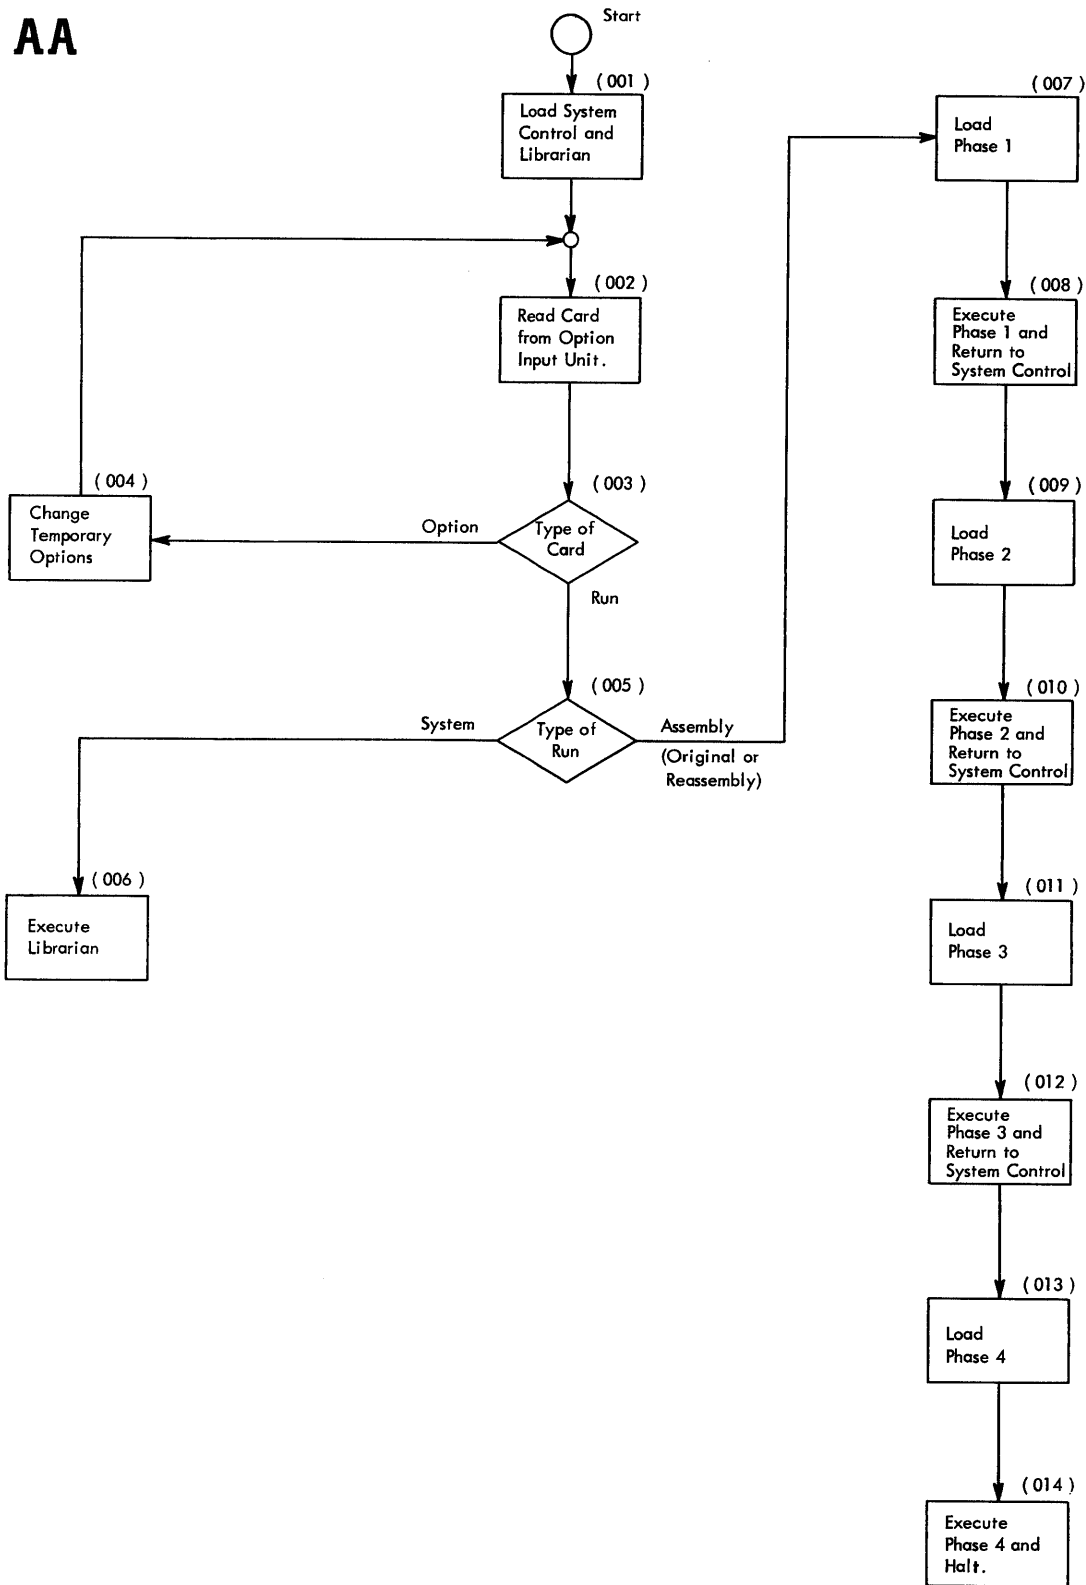 AA
Start
(001)
Load System
Control and
Librarian
(002)
Read Card
from Option
Input Unit.
(003)
Type of
Card
Option
Run
(004)
Change
Temporary
Options
(005)
Type of
Run
System
Assembly
(Original or
Reassembly)
(006)
Execute
Librarian
(007)
Load
Phase 1
(008)
Execute
Phase 1 and
Return to
System Control
(009)
Load
Phase 2
(010)
Execute
Phase 2 and
Return to
System Control
(011)
Load
Phase 3
(012)
Execute
Phase 3 and
Return to
System Control
(013)
Load
Phase 4
(014)
Execute
Phase 4 and
Halt.